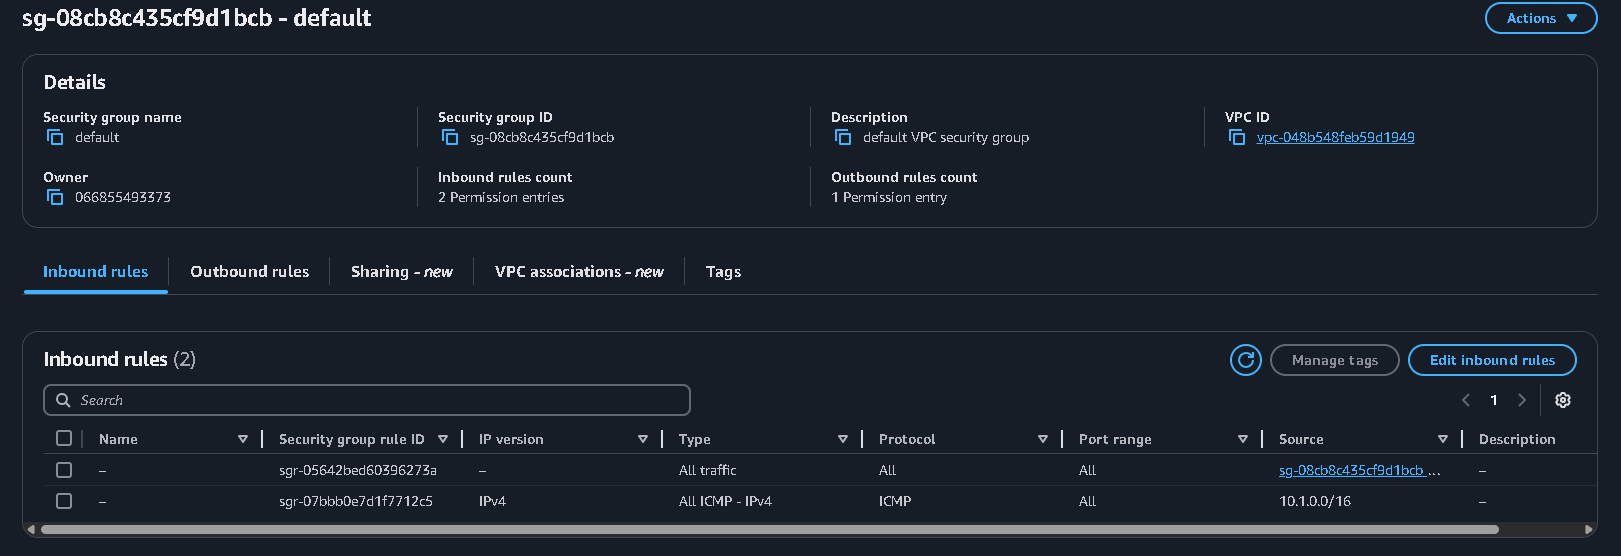 sg-08cb8c435cf9d1bcb - default
Actions
Details
Security group name
default
Security group ID
sg-08cb8c435cf9d1bcb
Description
default VPC security group
VPC ID
vpc-048b548feb59d1949
Owner
066855493373
Inbound rules count
2 Permission entries
Outbound rules count
1 Permission entry
Inbound rules Outbound rules Sharing - new VPC associations - new Tags
Inbound rules (2)
Manage tags Edit inbound rules
Search
1
Name Security group rule ID IP version Type Protocol Port range Source Description
– sgr-05642bed60396273a – All traffic All All sg-08cb8c435cf9d1bcb ... –
– sgr-07bbb0e7d1f7712c5 IPv4 All ICMP - IPv4 ICMP All 10.1.0.0/16 –